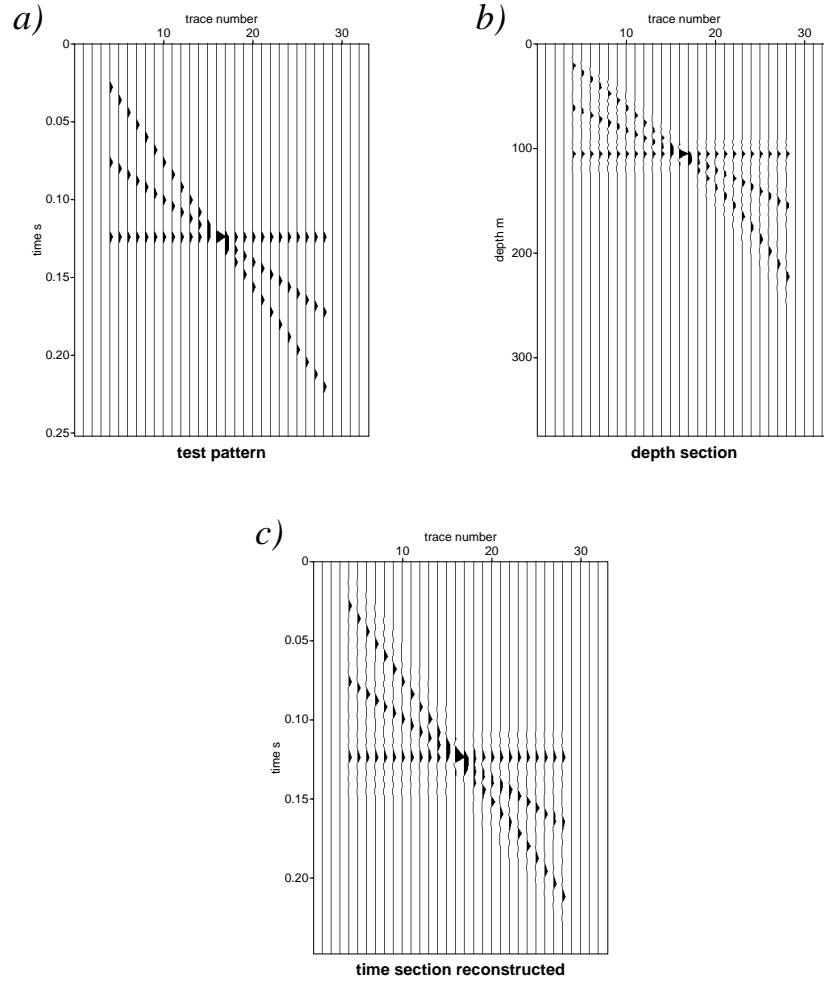 a)
trace number
10 20 30
0
0.05
0.10
0.15
0.20
0.25
time s
test pattern
b)
trace number
10 20 30
0
100
200
300
depth m
depth section
c)
trace number
10 20 30
0
0.05
0.10
0.15
0.20
time s
time section reconstructed